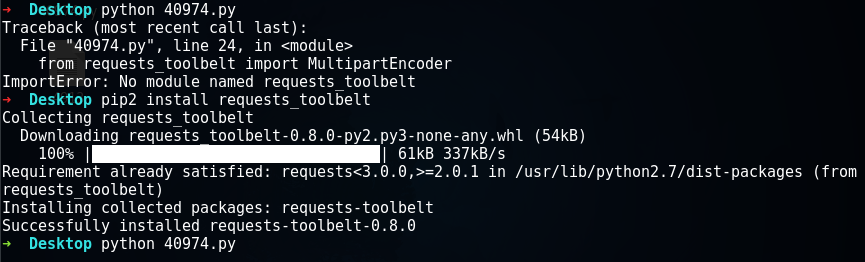 → Desktop python 40974.py
Traceback (most recent call last):
  File "40974.py", line 24, in <module>
    from requests_toolbelt import MultipartEncoder
ImportError: No module named requests_toolbelt
→ Desktop pip2 install requests_toolbelt
Collecting requests_toolbelt
  Downloading requests_toolbelt-0.8.0-py2.py3-none-any.whl (54kB)
    100% |████████████████████████████████| 61kB 337kB/s
Requirement already satisfied: requests<3.0.0,>=2.0.1 in /usr/lib/python2.7/dist-packages (from
requests_toolbelt)
Installing collected packages: requests-toolbelt
Successfully installed requests-toolbelt-0.8.0
→ Desktop python 40974.py